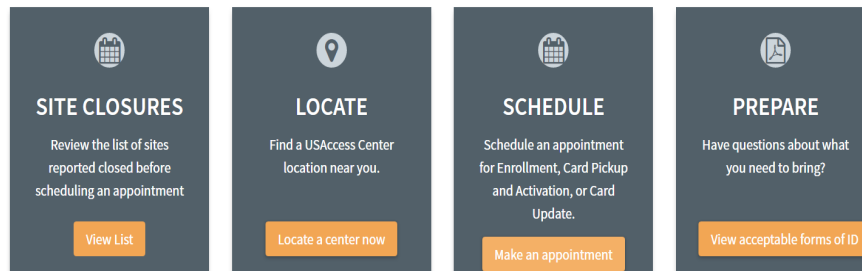 SITE CLOSURES
Review the list of sites
reported closed before
scheduling an appointment
View List
LOCATE
Find a USAccess Center
location near you.
Locate a center now
SCHEDULE
Schedule an appointment
for Enrollment, Card Pickup
and Activation, or Card
Update.
Make an appointment
PREPARE
Have questions about what
you need to bring?
View acceptable forms of ID